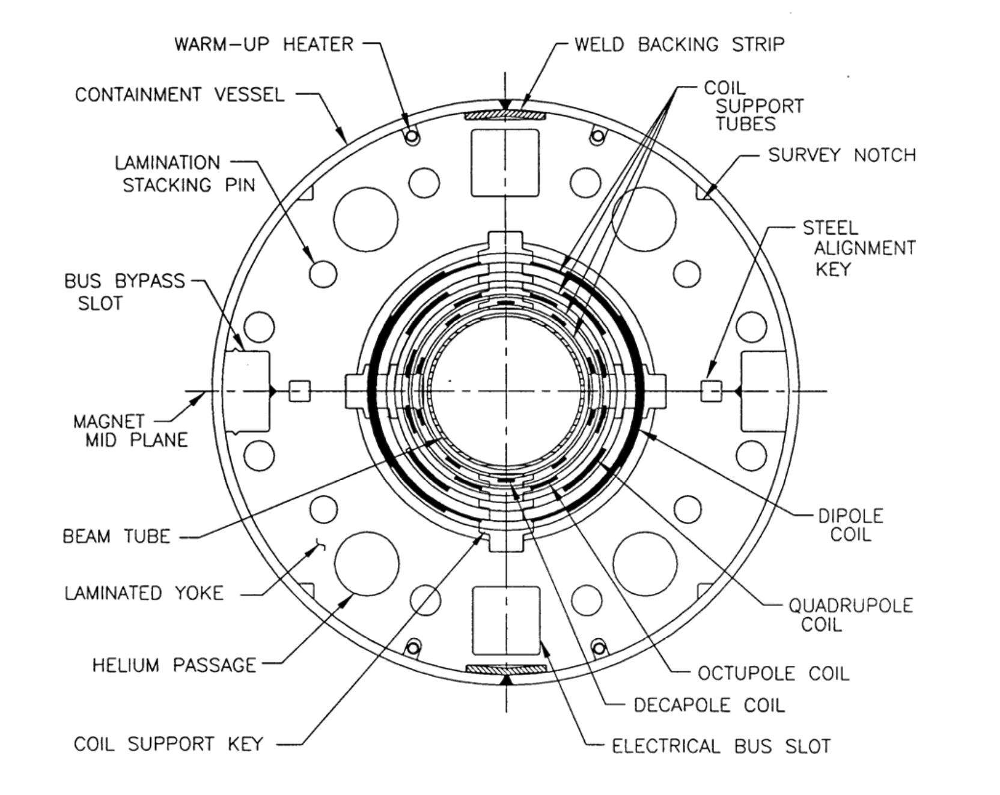 WARM-UP HEATER
WELD BACKING STRIP
CONTAINMENT VESSEL
COIL
SUPPORT
TUBES
LAMINATION
STACKING PIN
SURVEY NOTCH
STEEL
ALIGNMENT
KEY
BUS BYPASS
SLOT
MAGNET
MID PLANE
BEAM TUBE
DIPOLE
COIL
LAMINATED YOKE
QUADRUPOLE
COIL
HELIUM PASSAGE
OCTUPOLE COIL
DECAPOLE COIL
COIL SUPPORT KEY
ELECTRICAL BUS SLOT